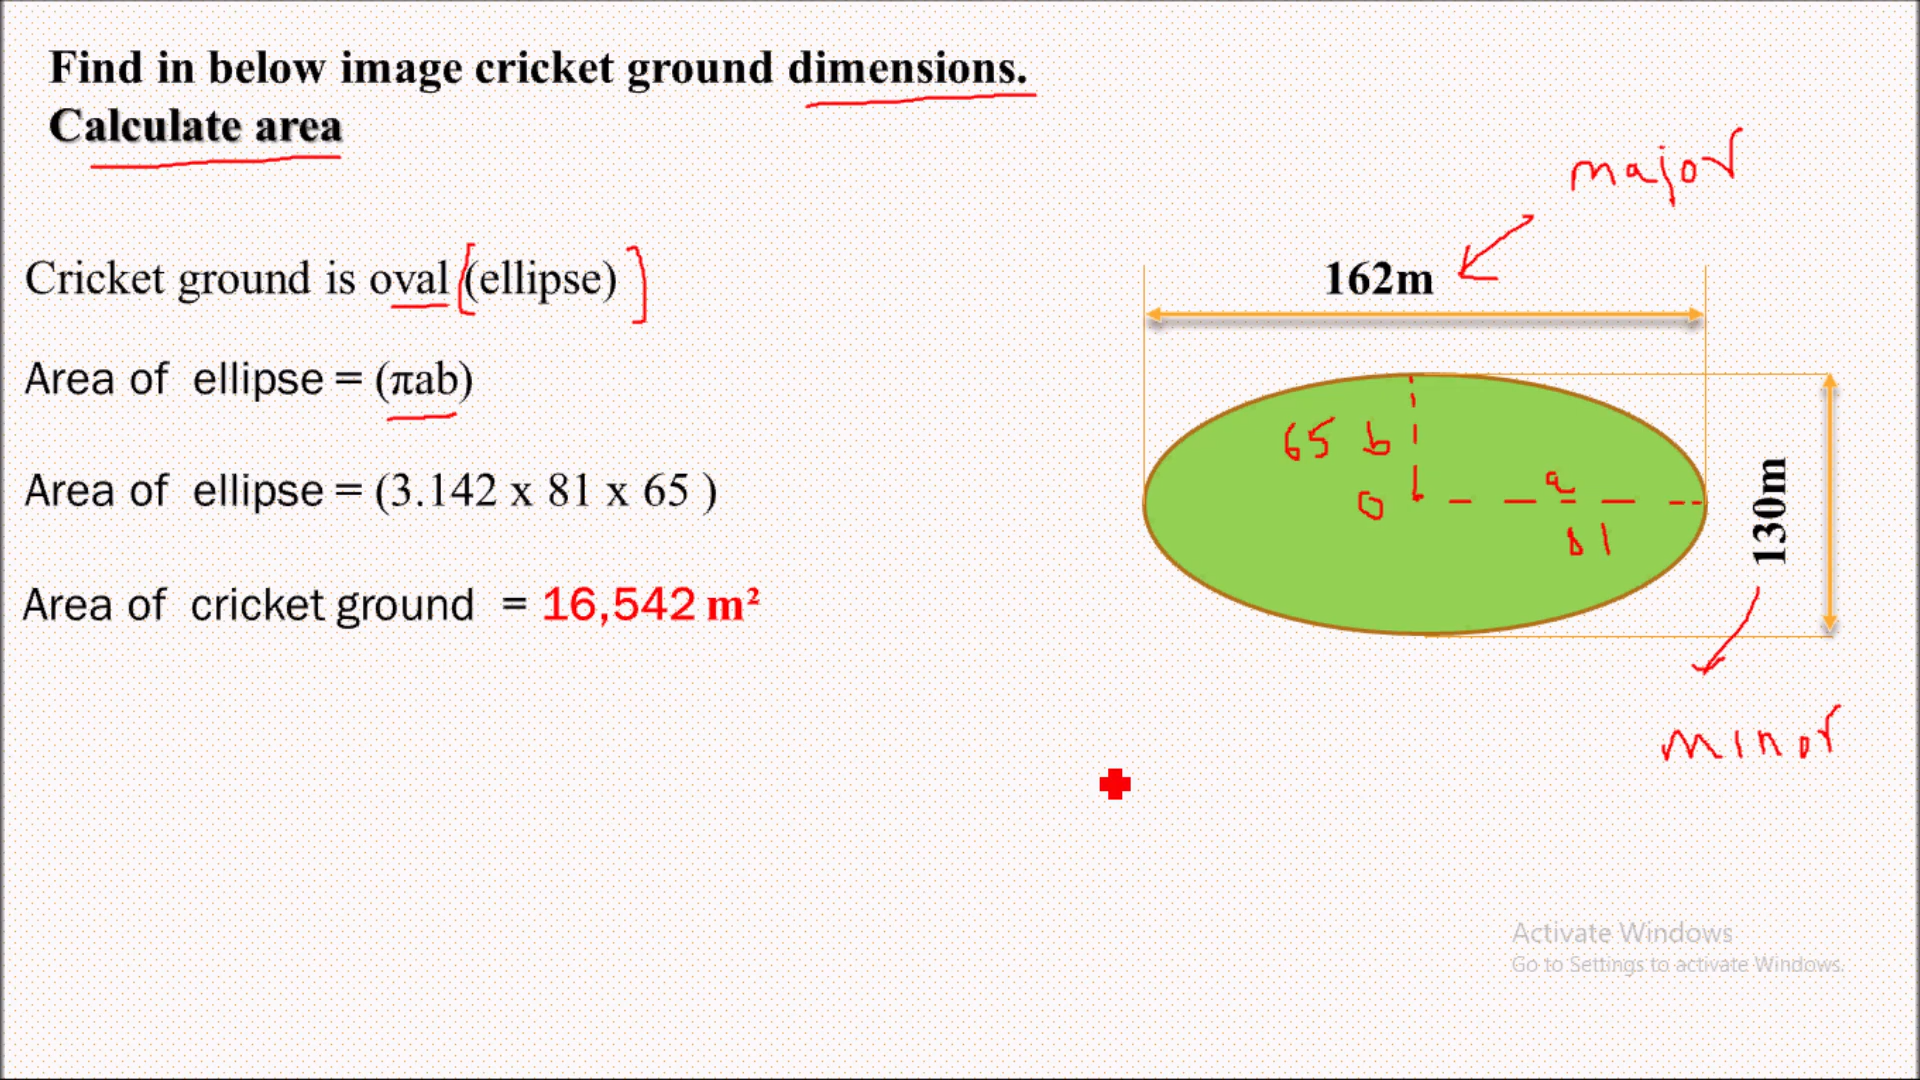 Find in below image cricket ground dimensions.
Calculate area
major
162m
Cricket ground is oval (ellipse)
Area of ellipse = (πab)
65 b
a
130m
Area of ellipse = (3.142 x 81 x 65 )
0
81
Area of cricket ground = 16,542 m²
minor
Activate Windows
Go to Settings to activate Windows.